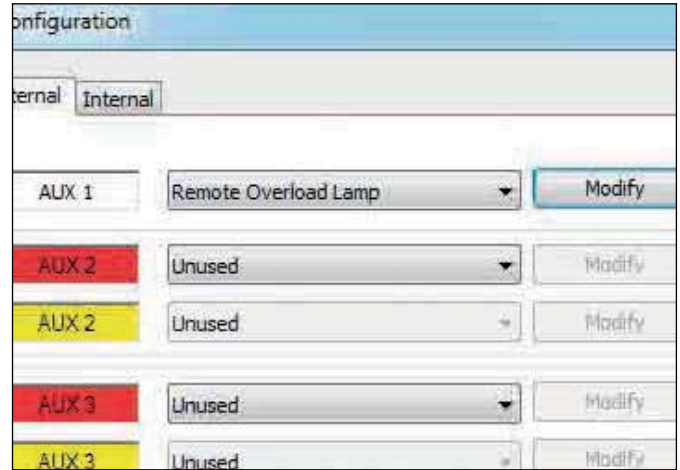 onfiguration
ternal Internal
AUX 1 Remote Overload Lamp Modify
AUX 2 Unused Modify
AUX 2 Unused Modify
AUX 3 Unused Modify
AUX 3 Unused Modify